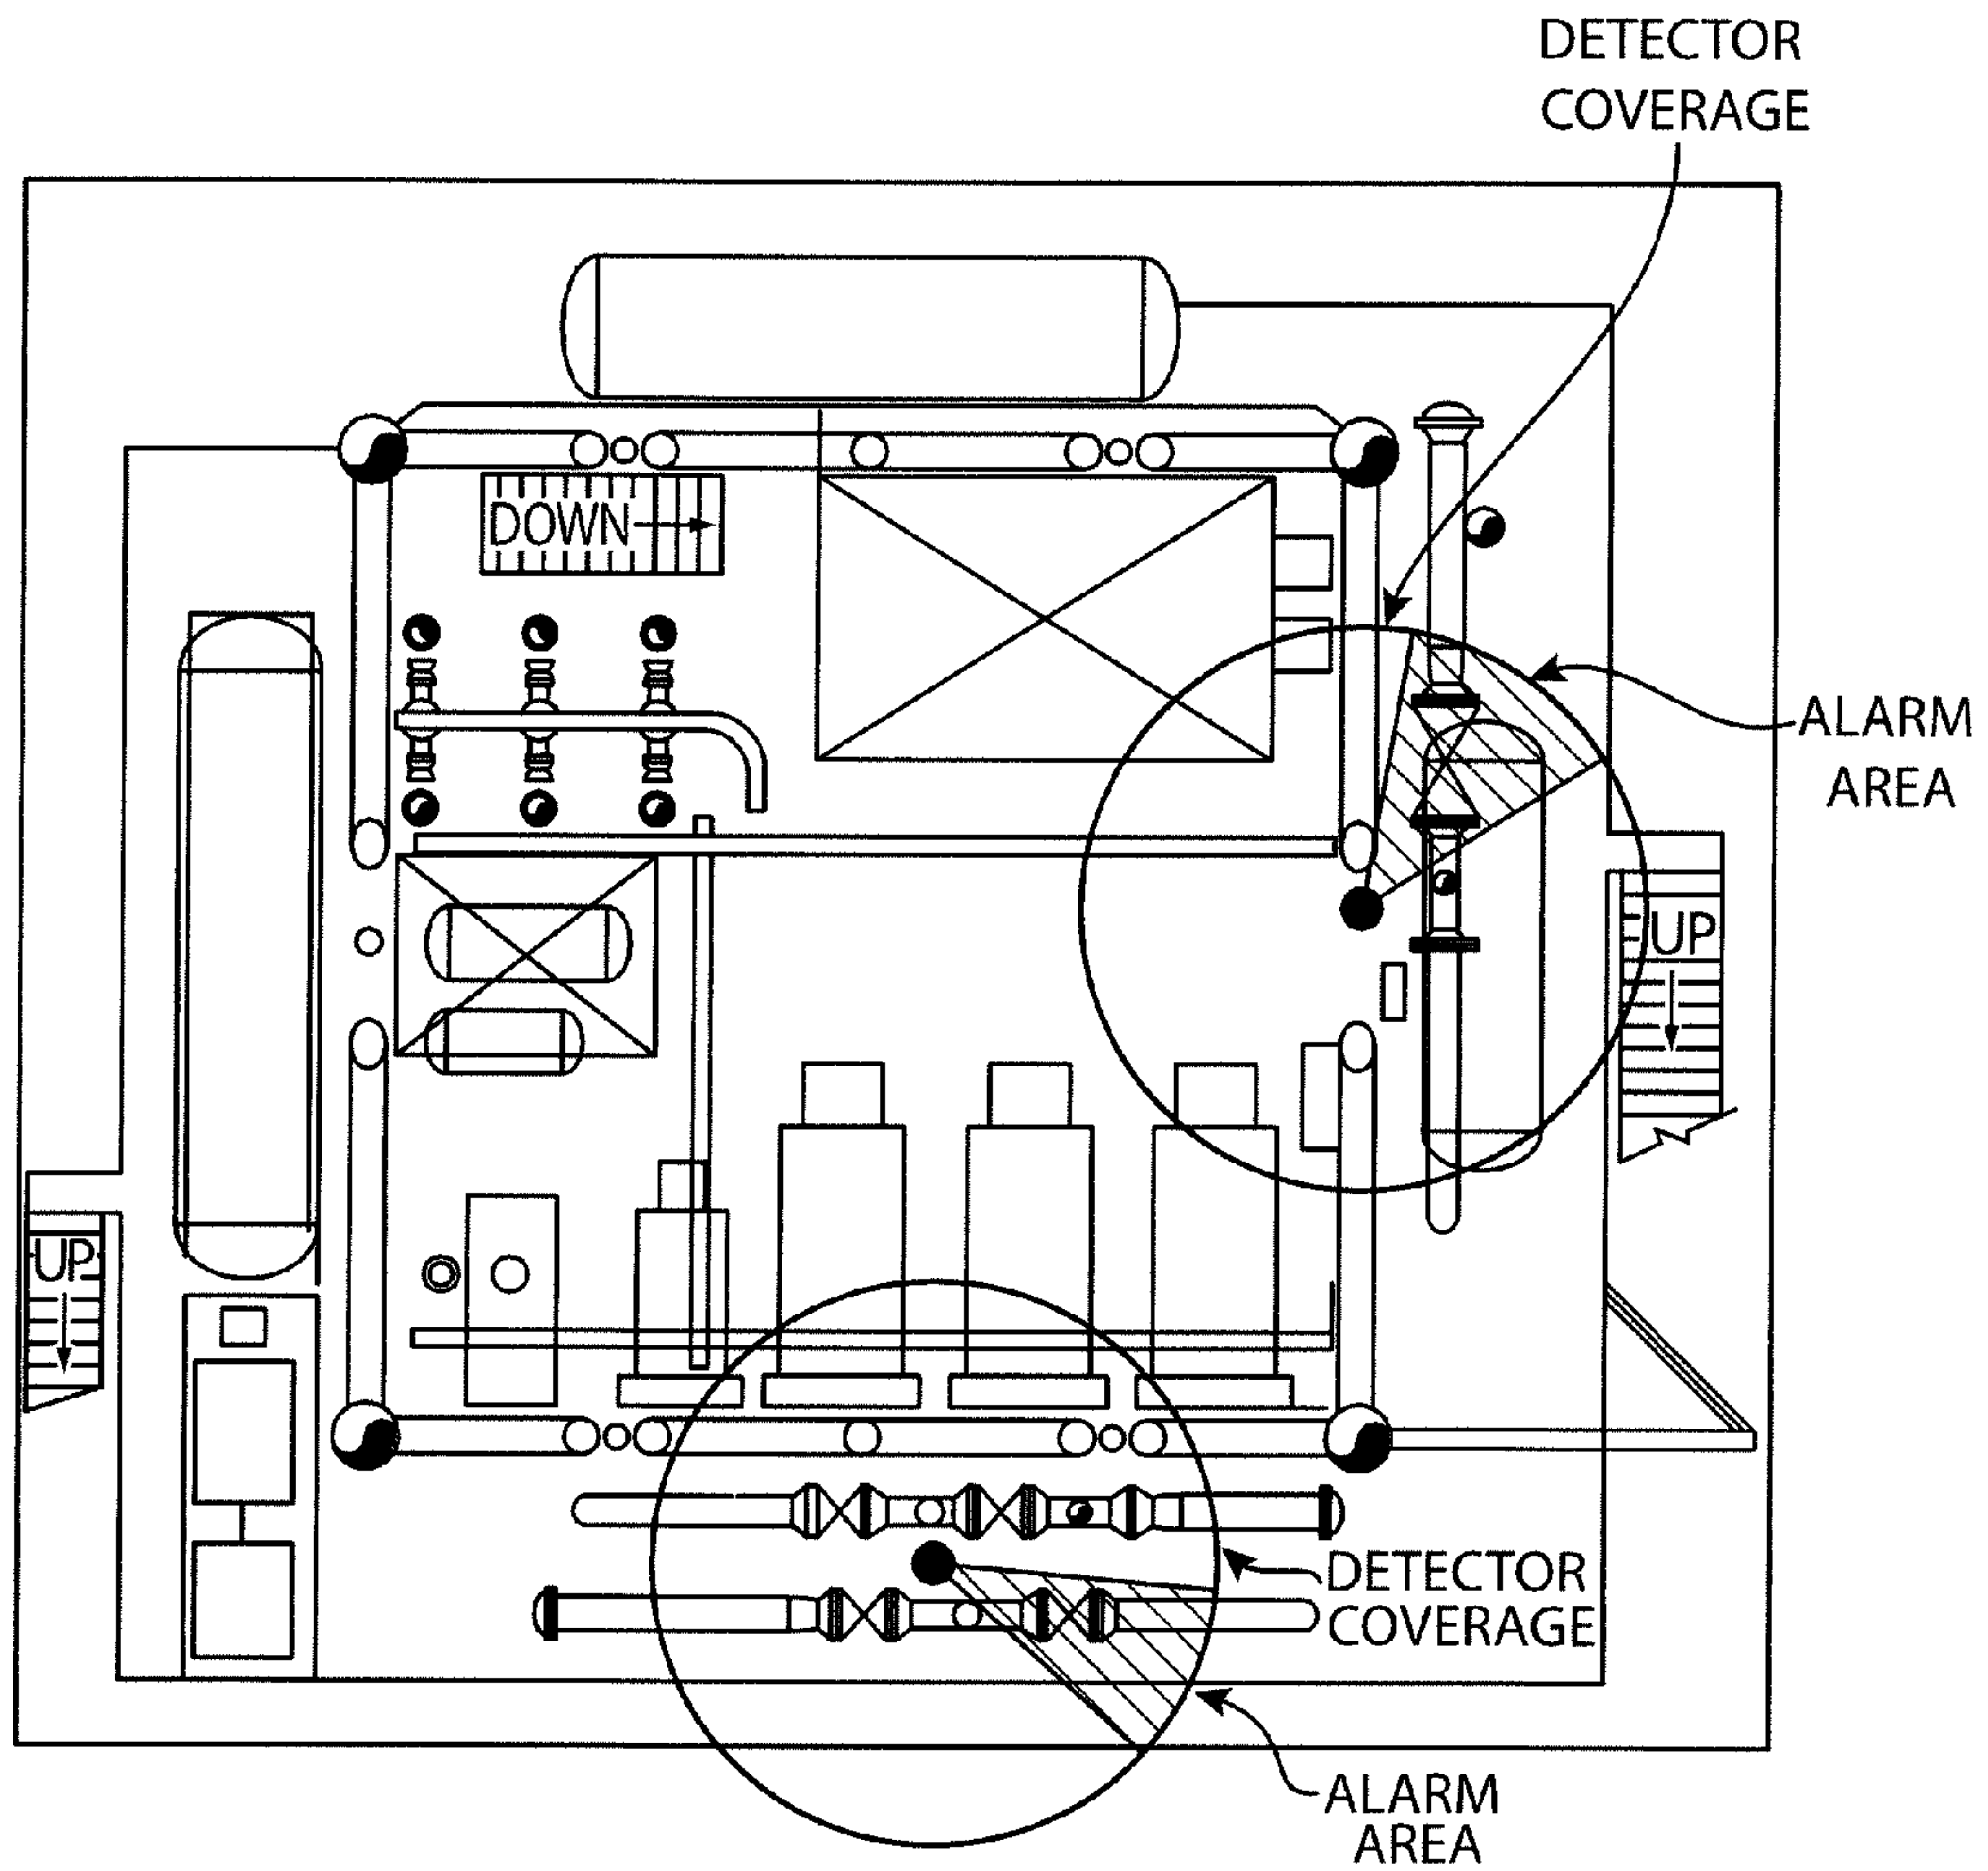 DETECTOR
COVERAGE
DOWN
ALARM
AREA
UP
UP
DETECTOR
COVERAGE
ALARM
AREA